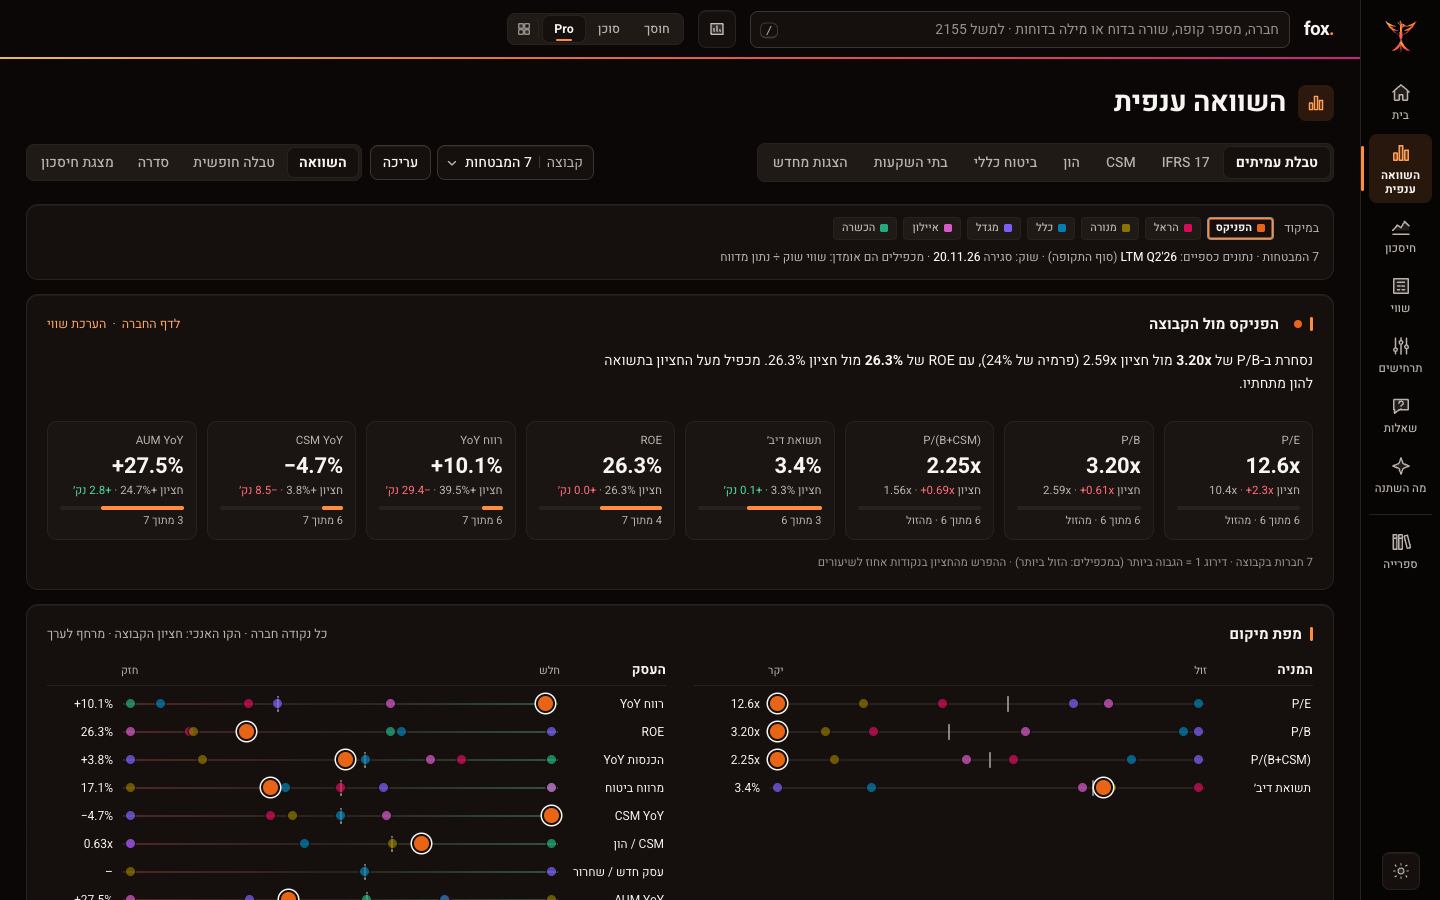 fox.
חברה, מספר קופה, שורה בדוח או מילה בדוחות · למשל 2155
/
חוסך
סוכן
Pro
בית
השוואה ענפית
חיסכון
שווי
תרחישים
שאלות
מה השתנה
ספרייה
השוואה ענפית
טבלת עמיתים
IFRS 17
CSM
הון
ביטוח כללי
בתי השקעות
הצגות מחדש
קבוצה | 7 המבטחות
עריכה
השוואה
טבלה חופשית
סדרה
מצגת חיסכון
במיקוד
הפניקס
הראל
מנורה
כלל
מגדל
איילון
הכשרה
7 המבטחות · נתונים כספיים: LTM Q2'26 (סוף התקופה) · שוק: סגירה 20.11.26 · מכפילים הם אומדן: שווי שוק ÷ נתון מדווח
הפניקס מול הקבוצה
לדף החברה · הערכת שווי
נסחרת ב-P/B של 3.20x מול חציון 2.59x (פרמיה של 24%), עם ROE של 26.3% מול חציון 26.3%. מכפיל מעל החציון בתשואה
להון מתחתיו.
P/E
12.6x
חציון 10.4x · +2.3x
6 מתוך 6 · מהזול
P/B
3.20x
חציון 2.59x · +0.61x
6 מתוך 6 · מהזול
P/(B+CSM)
2.25x
חציון 1.56x · +0.69x
6 מתוך 6 · מהזול
תשואת דיב׳
3.4%
חציון 3.3% · +0.1 נק׳
3 מתוך 6
ROE
26.3%
חציון 26.3% · +0.0 נק׳
4 מתוך 7
רווח YoY
+10.1%
חציון +39.5% · −29.4 נק׳
6 מתוך 7
CSM YoY
−4.7%
חציון +3.8% · −8.5 נק׳
6 מתוך 7
AUM YoY
+27.5%
חציון +24.7% · +2.8 נק׳
3 מתוך 7
7 חברות בקבוצה · דירוג 1 = הגבוה ביותר (במכפילים: הזול ביותר) · ההפרש מהחציון בנקודות אחוז לשיעורים
מפת מיקום
כל נקודה חברה · הקו האנכי: חציון הקבוצה · מרחף לערך
המניה
זול
יקר
P/E
12.6x
P/B
3.20x
P/(B+CSM)
2.25x
תשואת דיב׳
3.4%
העסק
חלש
חזק
רווח YoY
+10.1%
ROE
26.3%
הכנסות YoY
+3.8%
מרווח ביטוח
17.1%
CSM YoY
−4.7%
CSM / הון
0.63x
עסק חדש / שחרור
–
AUM YoY
+27.5%